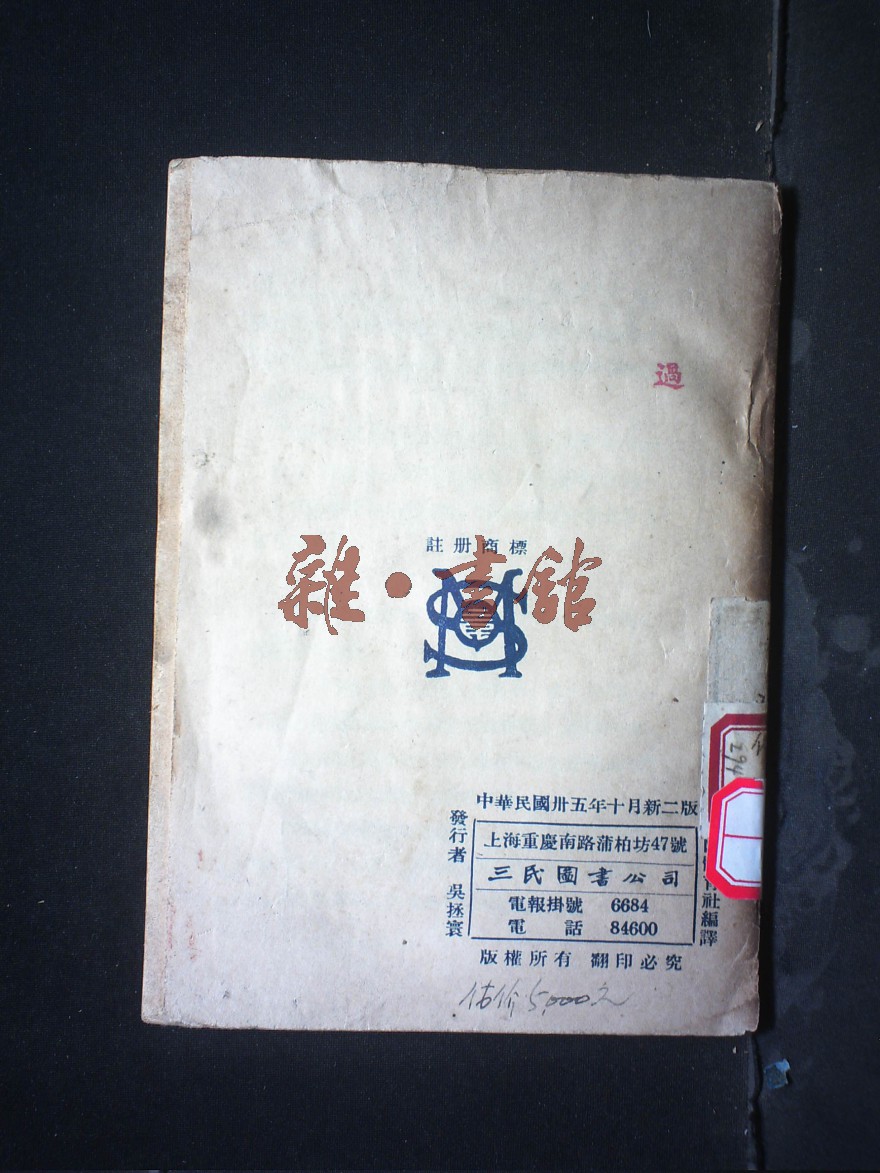 過
註册商標
雜·書館
中華民國卅五年十月新二版
發行者 吳拯寰
上海重慶南路蒲柏坊47號
三民圖書公司
電報掛號 6684
電話 84600
社編譯
版權所有 翻印必究
估价5,000元